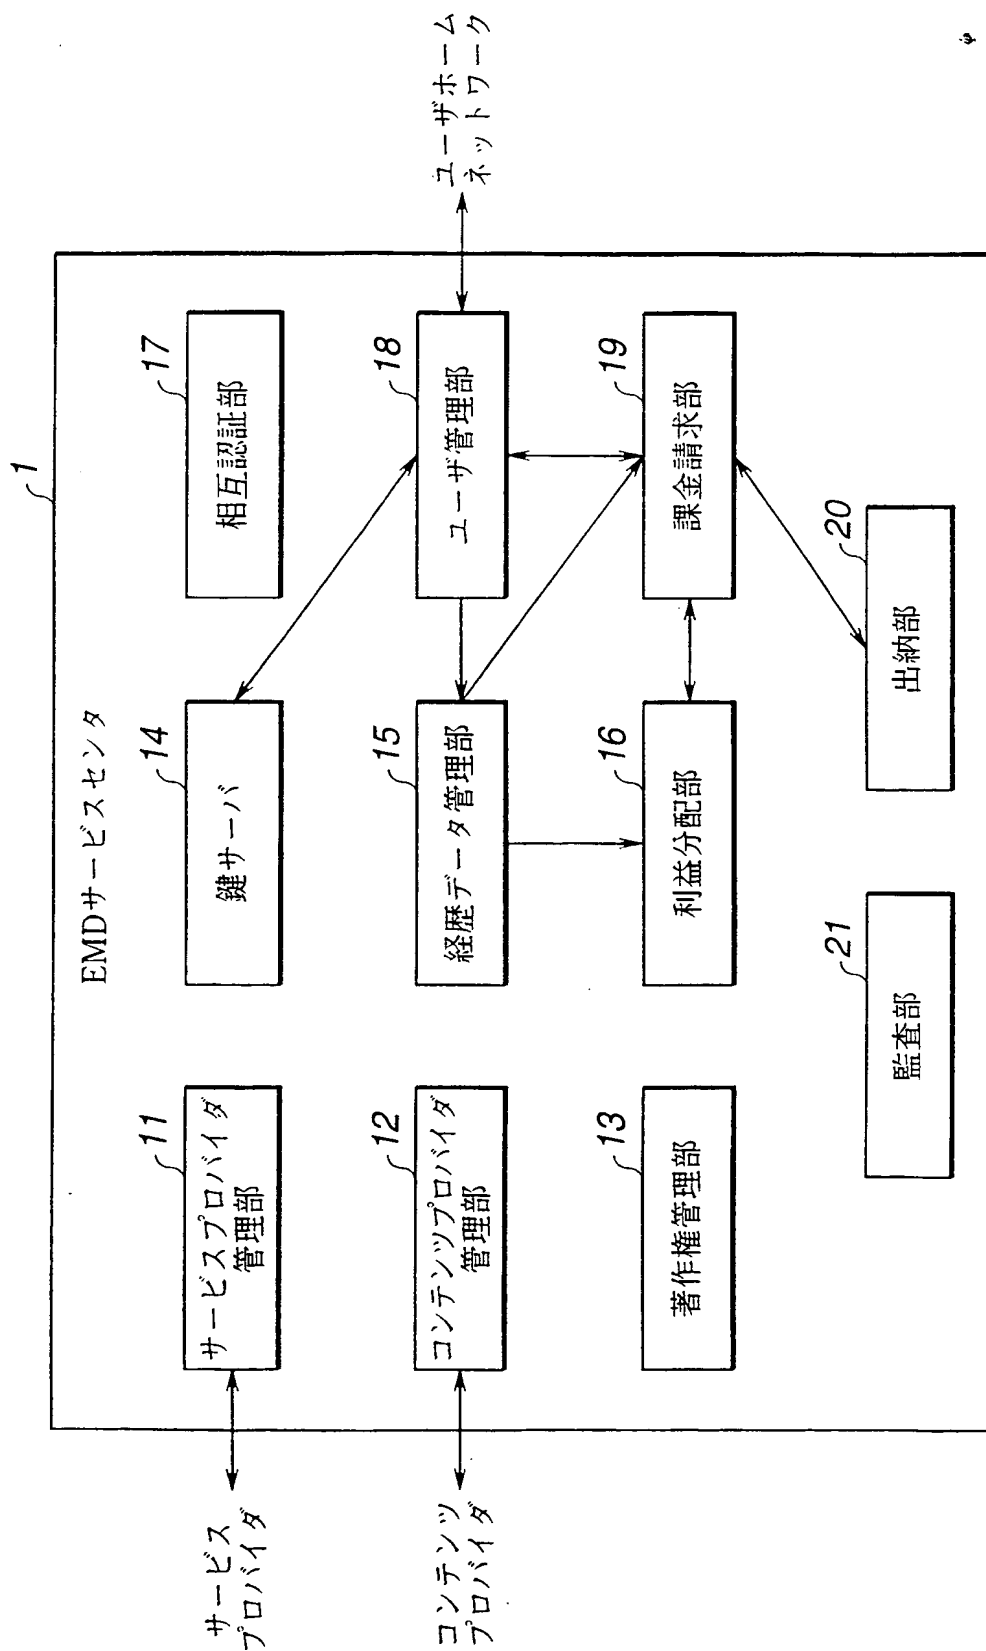 1
EMDサービスセンタ
サービス
プロバイダ
11
サービスプロバイダ
管理部
14
鍵サーバ
17
相互認証部
コンテンツ
プロバイダ
12
コンテンツプロバイダ
管理部
15
経歴データ管理部
18
ユーザ管理部
ユーザホーム
ネットワーク
13
著作権管理部
16
利益分配部
19
課金請求部
21
監査部
20
出納部